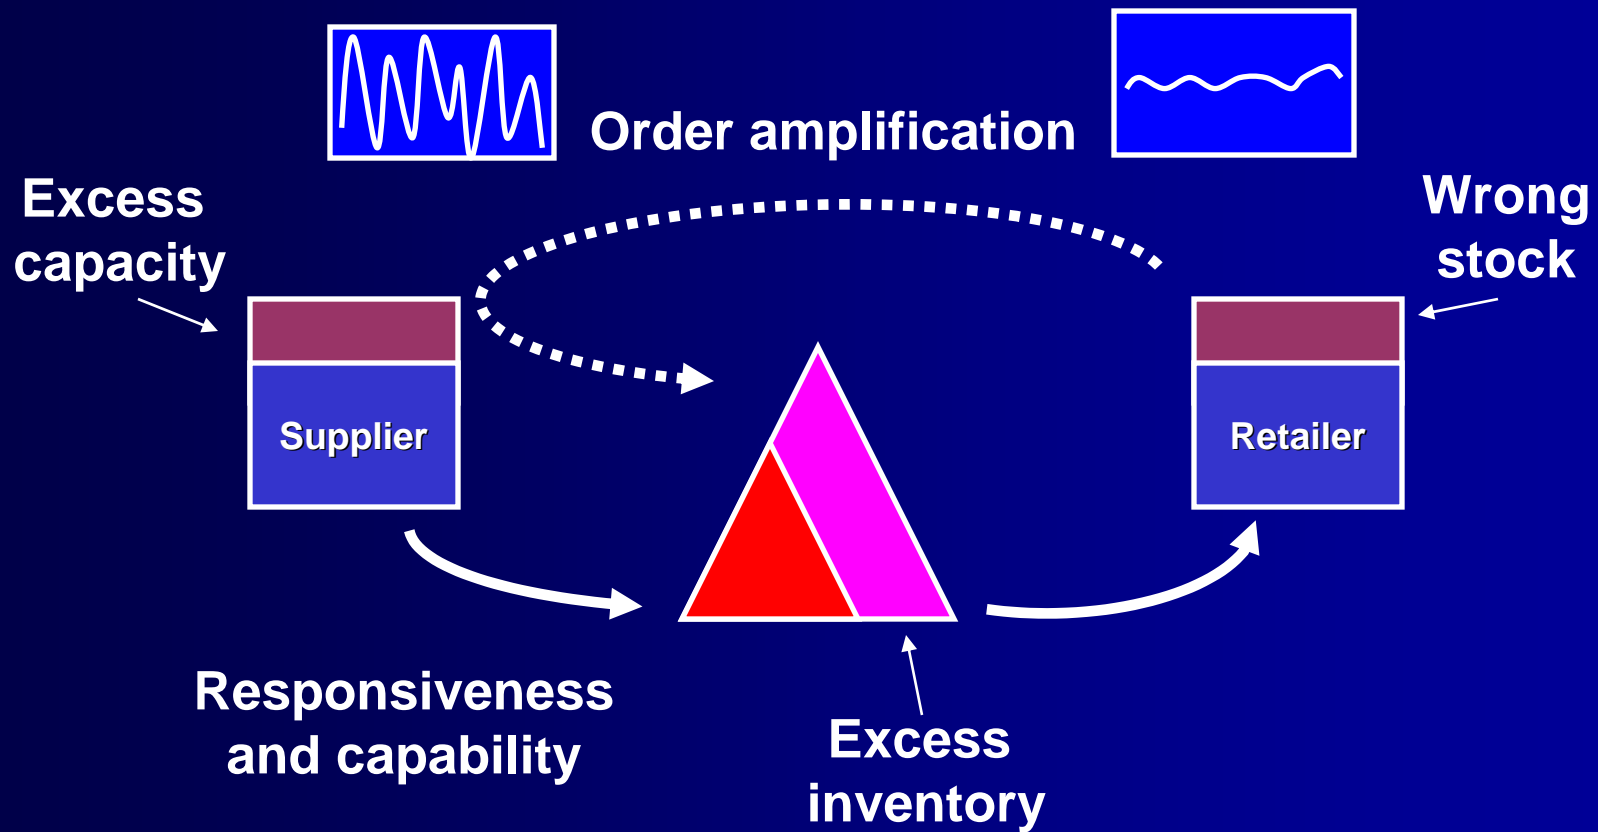 Order amplification
Excess
capacity
Wrong
stock
Supplier
Retailer
Responsiveness
and capability
Excess
inventory